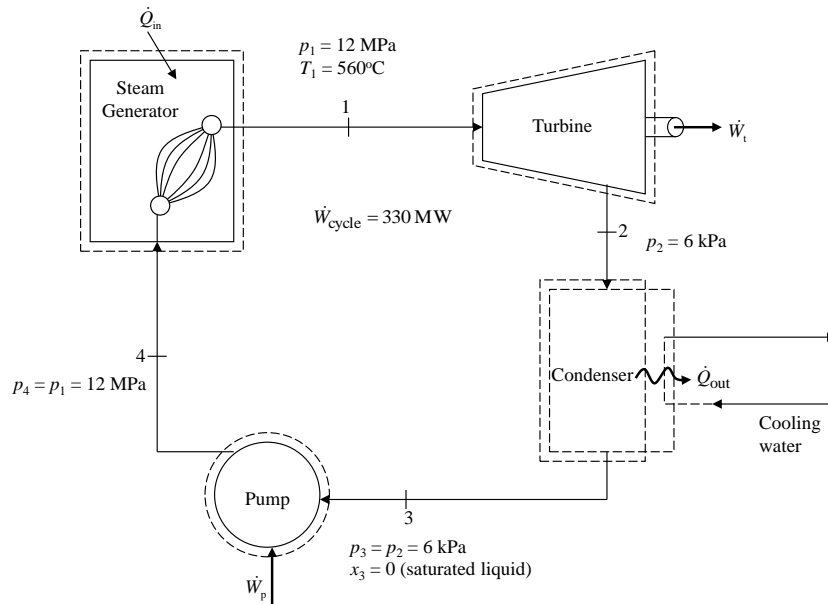 Q̇in
p1 = 12 MPa
T1 = 560°C
Steam
Generator
1
Turbine
Ẇt
Ẇcycle = 330 MW
2
p2 = 6 kPa
4
p4 = p1 = 12 MPa
Condenser
Q̇out
Cooling
water
Pump
3
p3 = p2 = 6 kPa
x3 = 0 (saturated liquid)
Ẇp